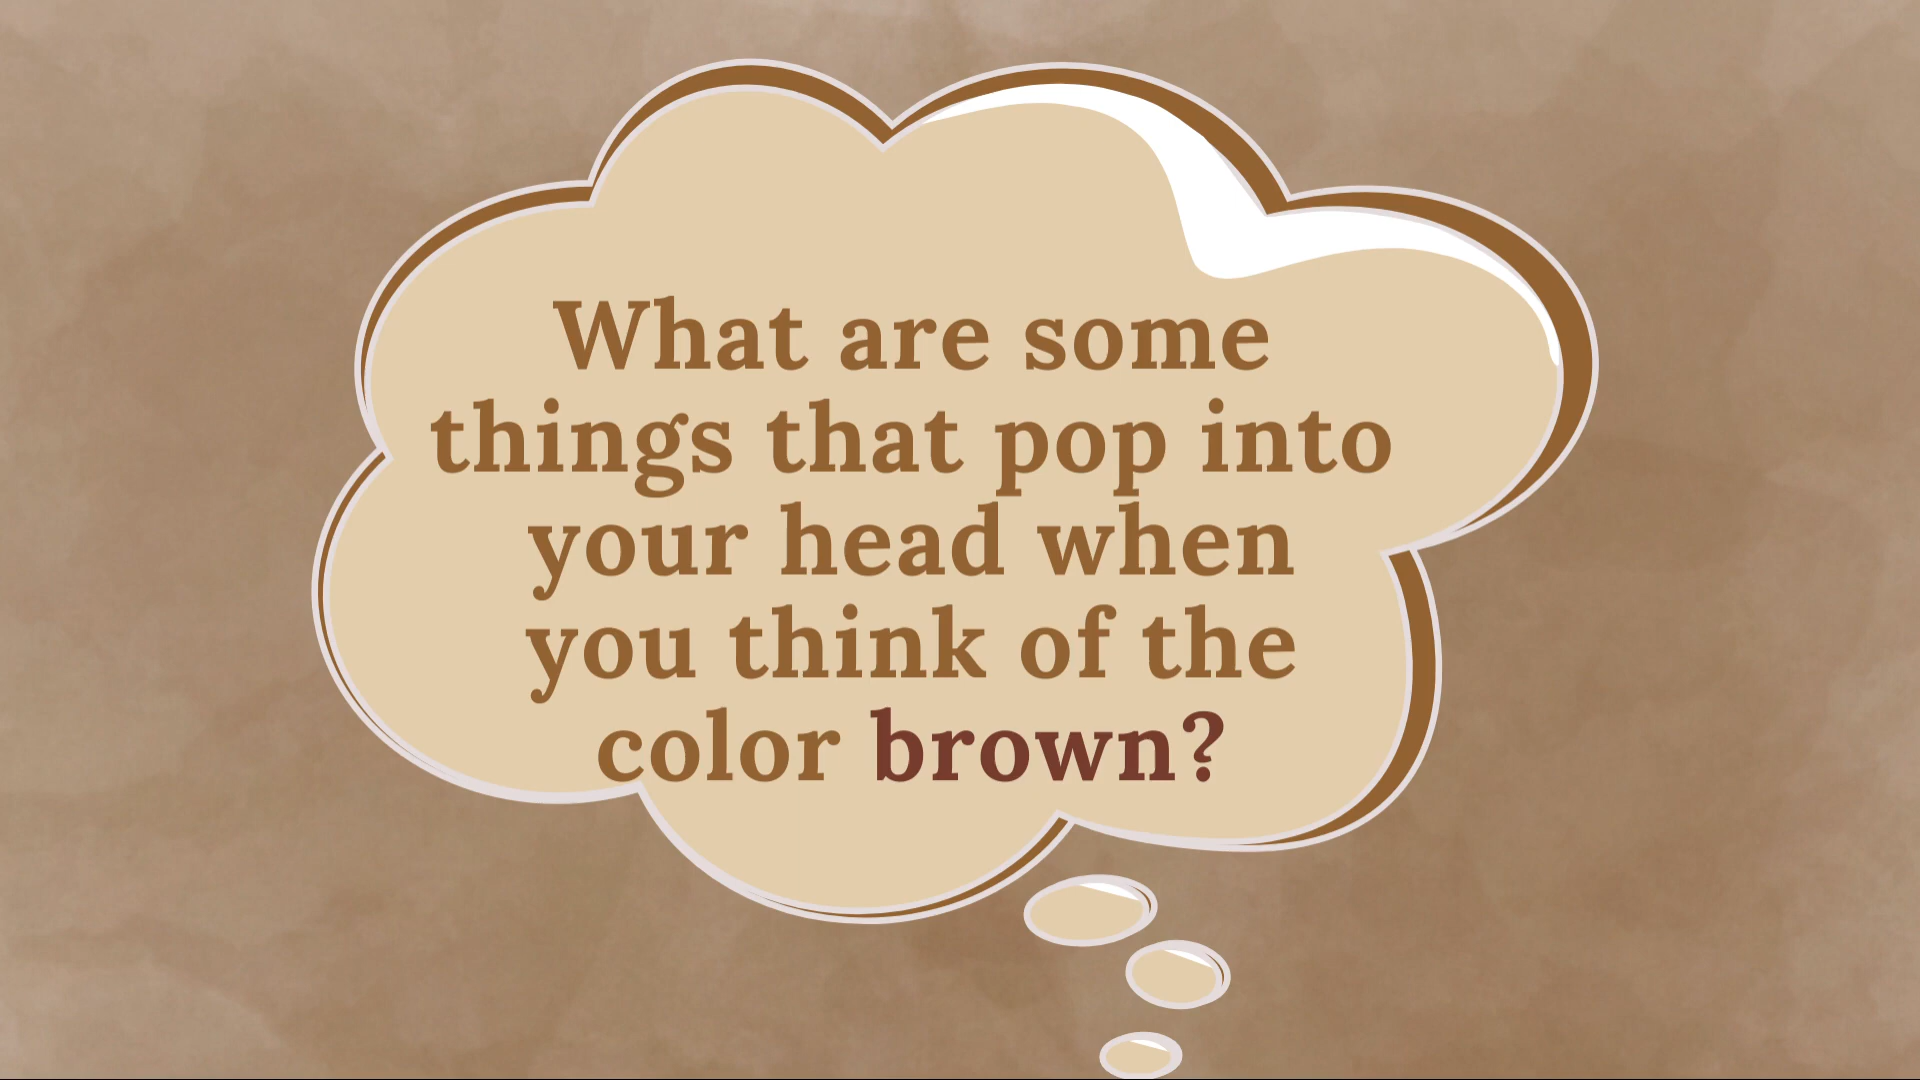 What are some
things that pop into
your head when
you think of the
color brown?